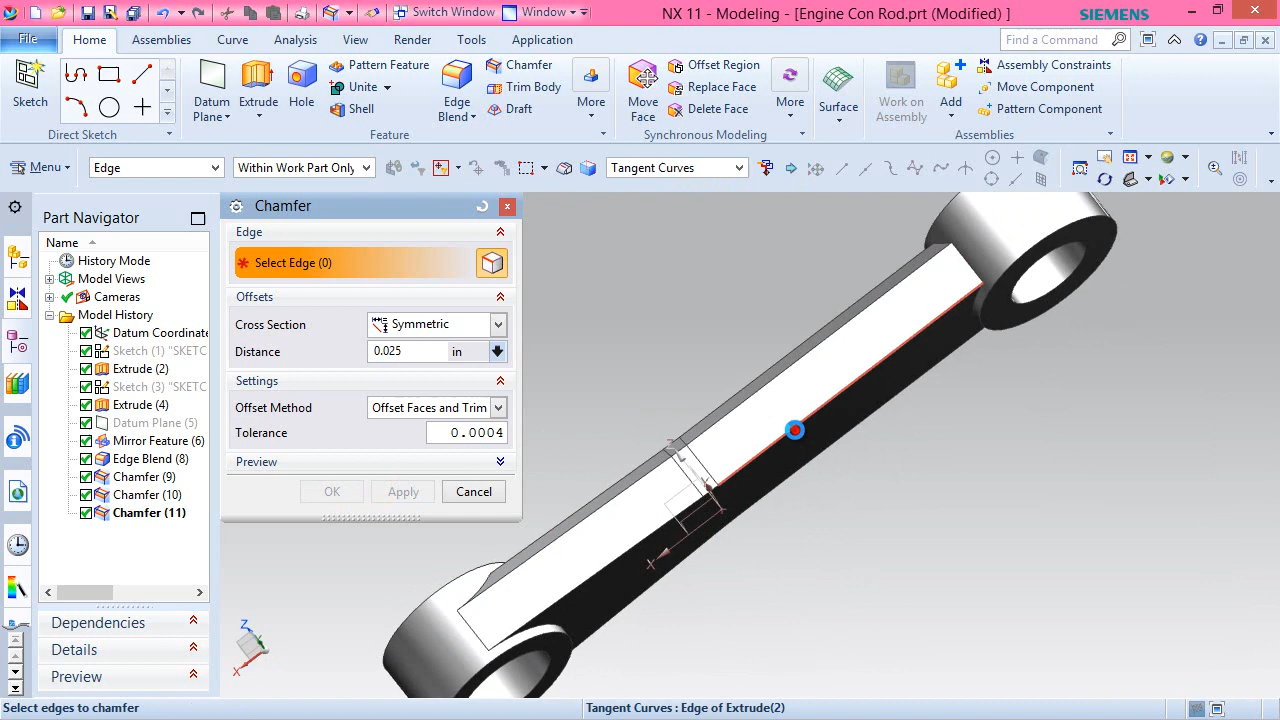 Switch Window Window NX 11 - Modeling - [Engine Con Rod.prt (Modified) ] SIEMENS
File Home Assemblies Curve Analysis View Render Tools Application Find a Command
Sketch Datum Plane Extrude Hole Pattern Feature Unite Shell Edge Blend Chamfer Trim Body Draft More Move Face Offset Region Replace Face Delete Face More Surface Work on Assembly Add Assembly Constraints Move Component Pattern Component
Direct Sketch Feature Synchronous Modeling Assemblies
Menu Edge Within Work Part Only Tangent Curves
Part Navigator
Name
History Mode
Model Views
Cameras
Model History
Datum Coordinate
Sketch (1) "SKETC
Extrude (2)
Sketch (3) "SKETC
Extrude (4)
Datum Plane (5)
Mirror Feature (6)
Edge Blend (8)
Chamfer (9)
Chamfer (10)
Chamfer (11)
Dependencies
Details
Preview
Chamfer
Edge
Select Edge (0)
Offsets
Cross Section Symmetric
Distance 0.025 in
Settings
Offset Method Offset Faces and Trim
Tolerance 0.0004
Preview
OK Apply Cancel
Z
X
Z
X
Select edges to chamfer Tangent Curves : Edge of Extrude(2)